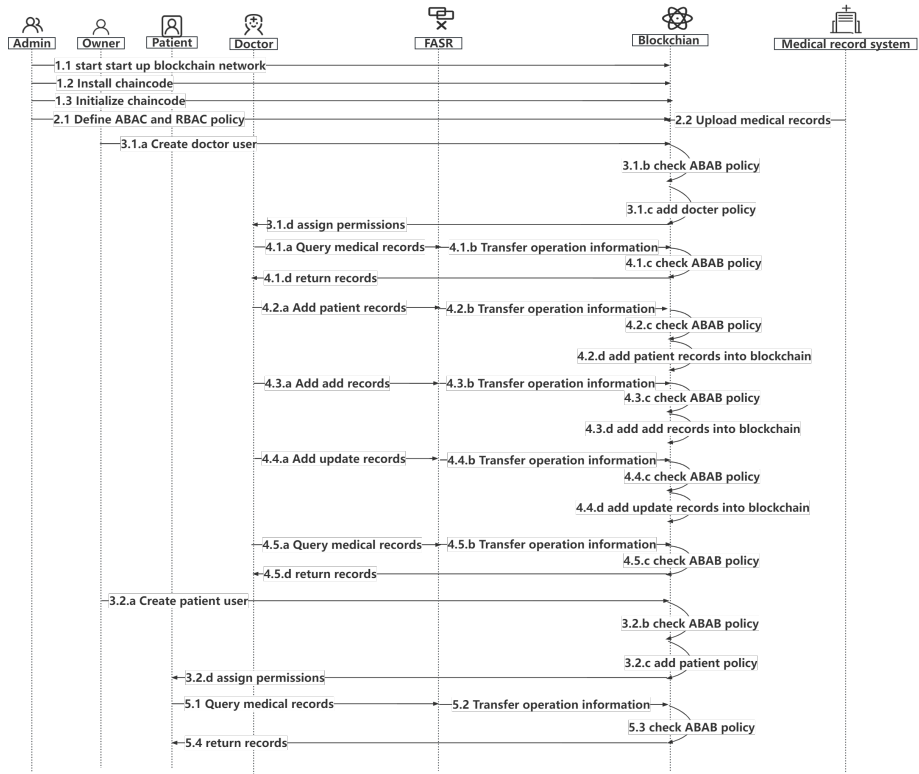 Admin
Owner
Patient
Doctor
FASR
Blockchian
Medical record system
1.1 start start up blockchain network
1.2 Install chaincode
1.3 Initialize chaincode
2.1 Define ABAC and RBAC policy
2.2 Upload medical records
3.1.a Create doctor user
3.1.b check ABAB policy
3.1.c add docter policy
3.1.d assign permissions
4.1.a Query medical records
4.1.b Transfer operation information
4.1.c check ABAB policy
4.1.d return records
4.2.a Add patient records
4.2.b Transfer operation information
4.2.c check ABAB policy
4.2.d add patient records into blockchain
4.3.a Add add records
4.3.b Transfer operation information
4.3.c check ABAB policy
4.3.d add add records into blockchain
4.4.a Add update records
4.4.b Transfer operation information
4.4.c check ABAB policy
4.4.d add update records into blockchain
4.5.a Query medical records
4.5.b Transfer operation information
4.5.c check ABAB policy
4.5.d return records
3.2.a Create patient user
3.2.b check ABAB policy
3.2.c add patient policy
3.2.d assign permissions
5.1 Query medical records
5.2 Transfer operation information
5.3 check ABAB policy
5.4 return records